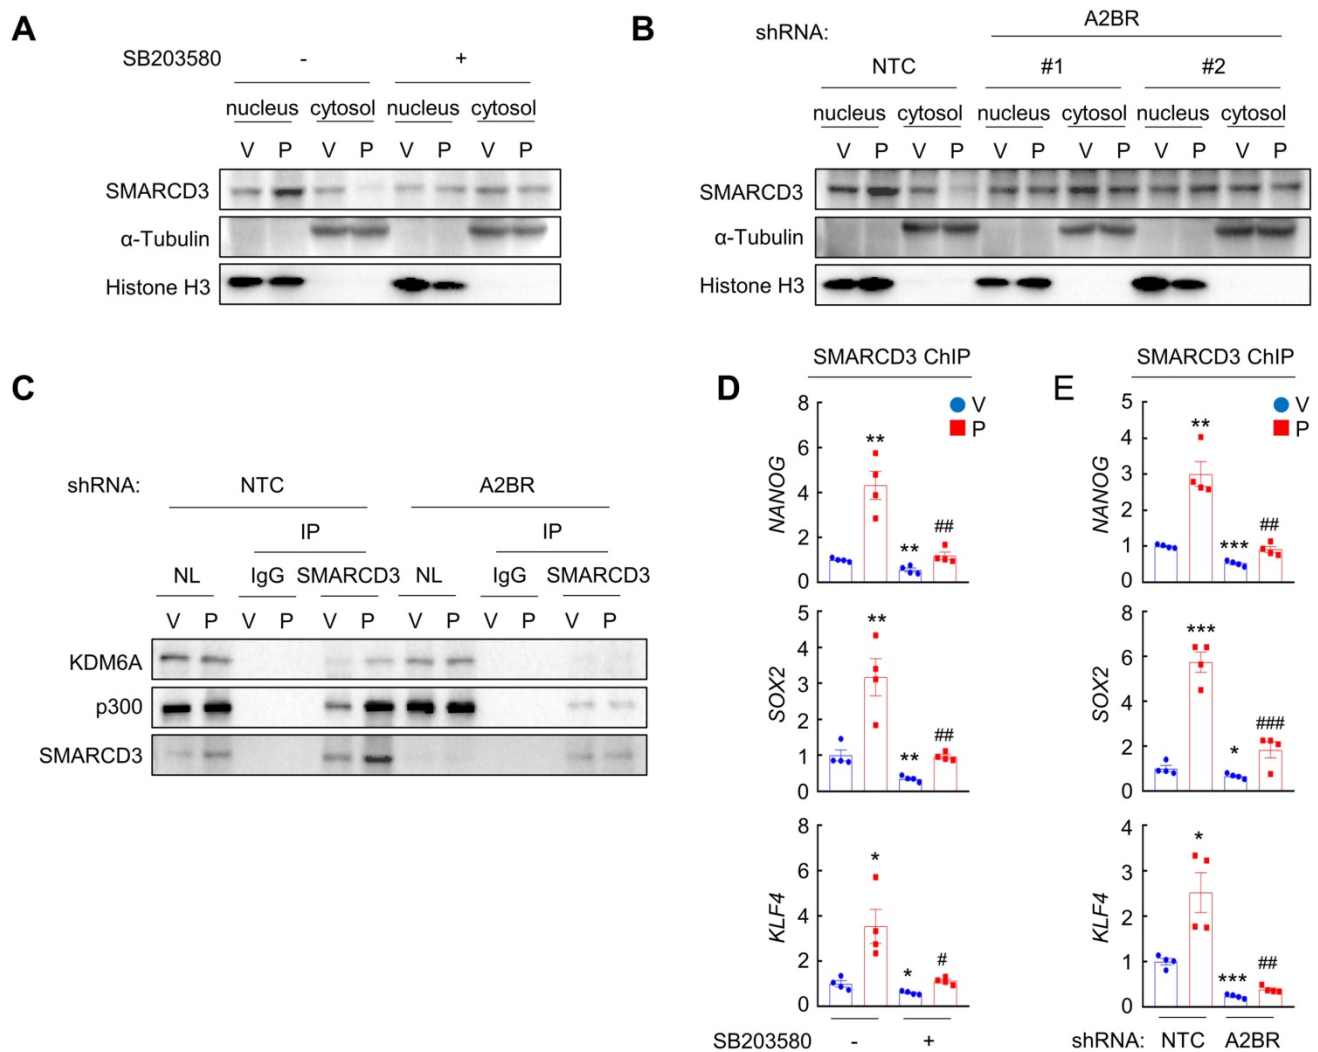 A
SB203580 - +
nucleus cytosol nucleus cytosol
V P V P V P V P
SMARCD3
α-Tubulin
Histone H3
B
shRNA: A2BR
NTC #1 #2
nucleus cytosol nucleus cytosol nucleus cytosol
V P V P V P V P V P V P
SMARCD3
α-Tubulin
Histone H3
C
shRNA: NTC A2BR
IP IP
NL IgG SMARCD3 NL IgG SMARCD3
V P V P V P V P V P V P
KDM6A
p300
SMARCD3
D
SMARCD3 ChIP
V
P
NANOG
8
6
4
2
0
** ** ##
SOX2
5
4
3
2
1
0
** ** ##
KLF4
8
6
4
2
0
* * #
SB203580 - +
E
SMARCD3 ChIP
V
P
NANOG
5
4
3
2
1
0
** *** ##
SOX2
8
6
4
2
0
*** * ###
KLF4
4
3
2
1
0
* *** ##
shRNA: NTC A2BR